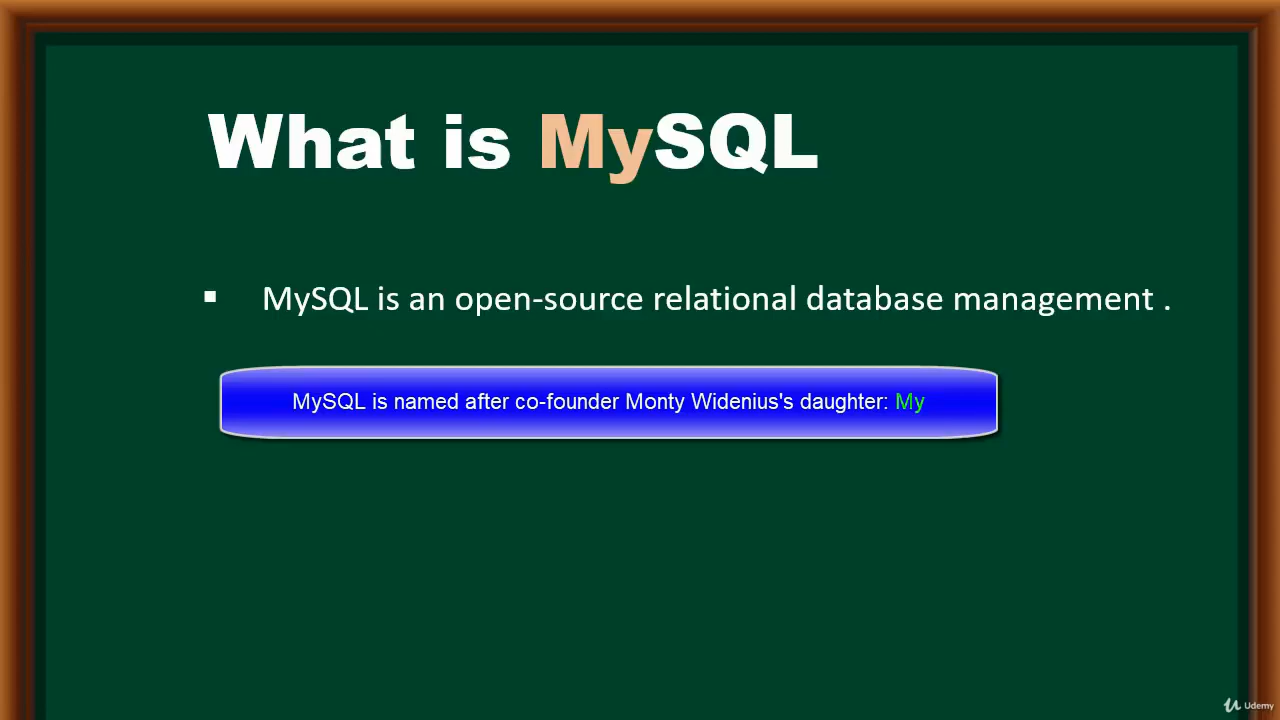 What is MySQL
▪ MySQL is an open-source relational database management .
MySQL is named after co-founder Monty Widenius's daughter: My
Udemy